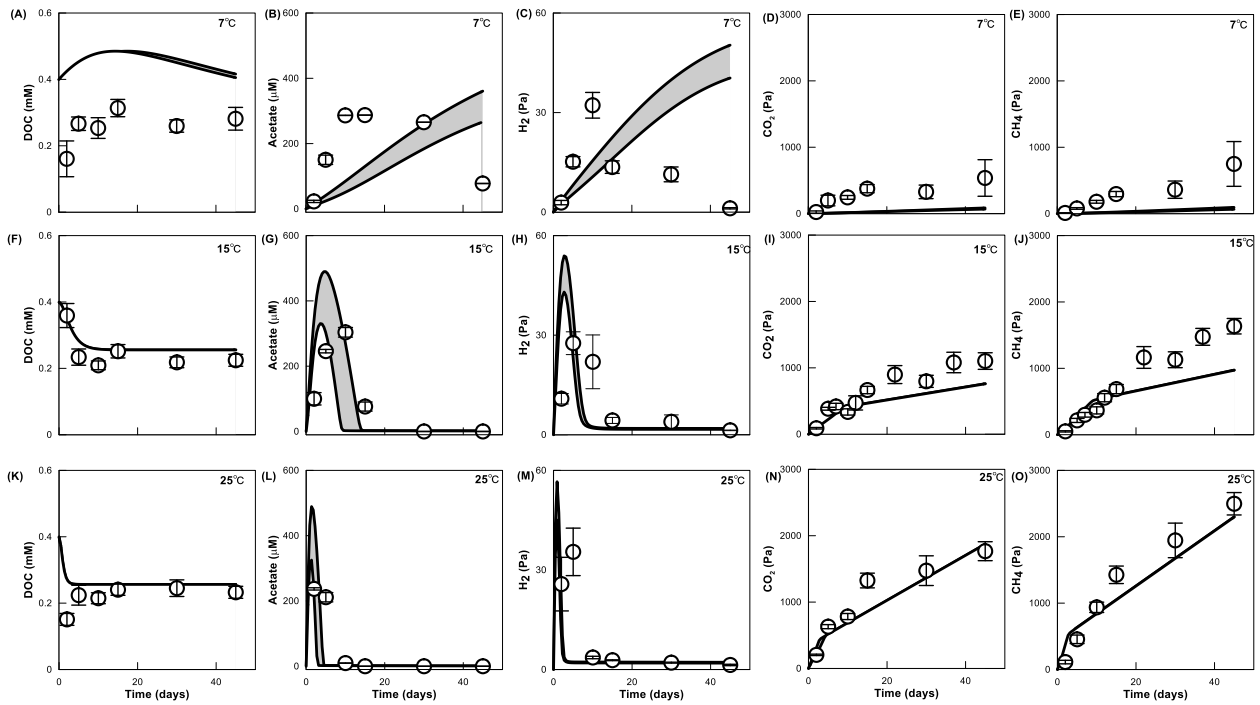 (A) 7°C
0.6
0.4
0.2
0
DOC (mM)
(B) 7°C
600
400
200
0
Acetate (μM)
(C) 7°C
60
30
0
H2 (Pa)
(D) 7°C
3000
2000
1000
0
CO2 (Pa)
(E) 7°C
3000
2000
1000
0
CH4 (Pa)
(F) 15°C
0.6
0.4
0.2
0
DOC (mM)
(G) 15°C
600
400
200
0
Acetate (μM)
(H) 15°C
60
30
0
H2 (Pa)
(I) 15°C
3000
2000
1000
0
CO2 (Pa)
(J) 15°C
3000
2000
1000
0
CH4 (Pa)
(K) 25°C
0.6
0.4
0.2
0
DOC (mM)
0 20 40
Time (days)
(L) 25°C
600
400
200
0
Acetate (μM)
0 20 40
Time (days)
(M) 25°C
60
30
0
H2 (Pa)
0 20 40
Time (days)
(N) 25°C
3000
2000
1000
0
CO2 (Pa)
0 20 40
Time (days)
(O) 25°C
3000
2000
1000
0
CH4 (Pa)
0 20 40
Time (days)